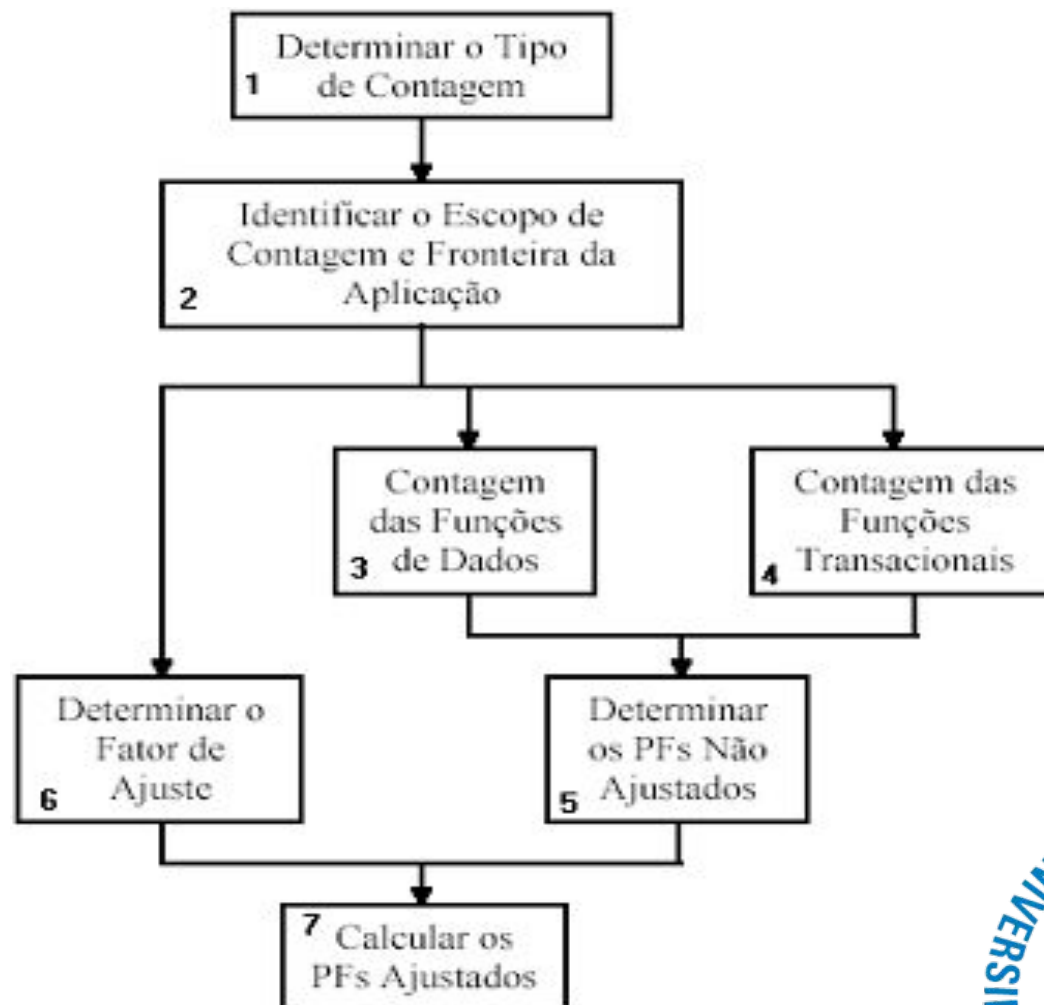 Determinar o Tipo
1 de Contagem
Identificar o Escopo de
Contagem e Fronteira da
2 Aplicação
Contagem
das Funções
3 de Dados
Contagem das
Funções
4 Transacionais
Determinar o
Fator de
6 Ajuste
Determinar
os PFs Não
5 Ajustados
7 Calcular os
PFs Ajustados